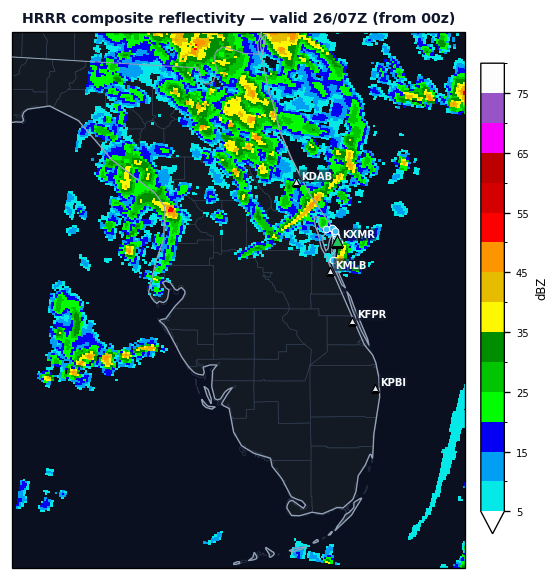 HRRR composite reflectivity — valid 26/07Z (from 00z)
KDAB
KXMR
KMLB
KFPR
KPBI
75
65
55
45
35
25
15
5
dBZ